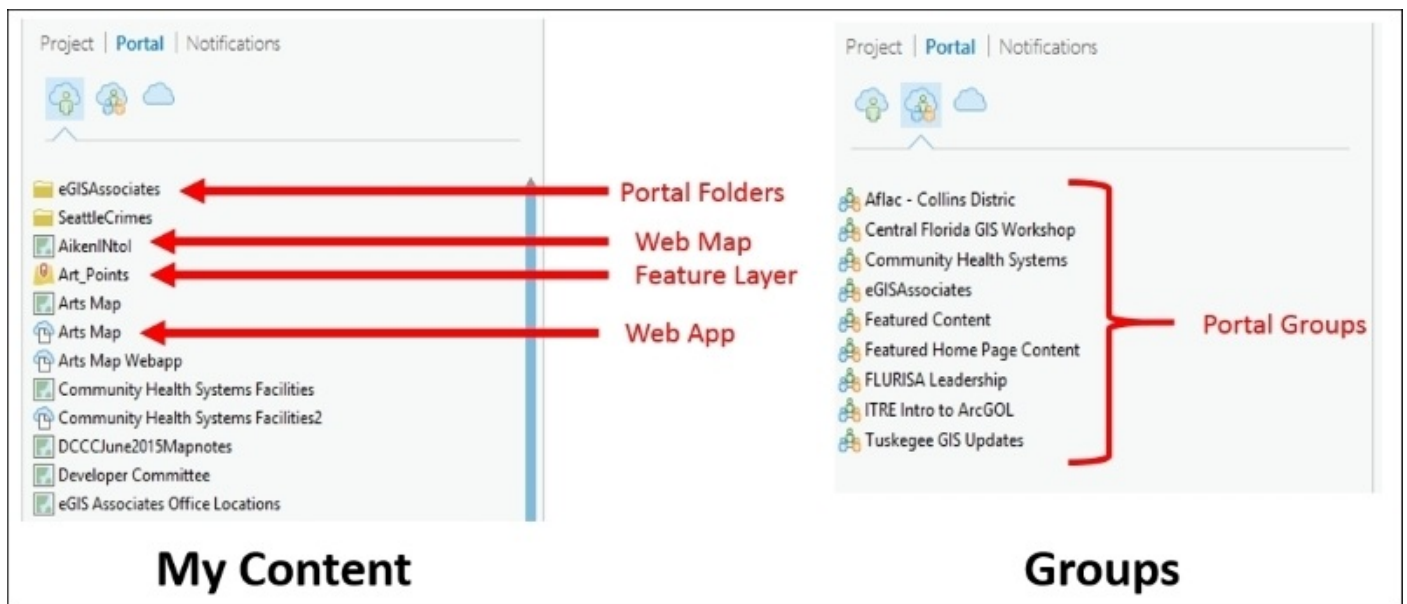 Project | Portal | Notifications
eGISAssociates
SeattleCrimes
AikenINtol
Art_Points
Arts Map
Arts Map
Arts Map Webapp
Community Health Systems Facilities
Community Health Systems Facilities2
DCCCJune2015Mapnotes
Developer Committee
eGIS Associates Office Locations
Portal Folders
Web Map
Feature Layer
Web App
My Content
Project | Portal | Notifications
Aflac - Collins Distric
Central Florida GIS Workshop
Community Health Systems
eGISAssociates
Featured Content
Featured Home Page Content
FLURISA Leadership
ITRE Intro to ArcGOL
Tuskegee GIS Updates
Portal Groups
Groups